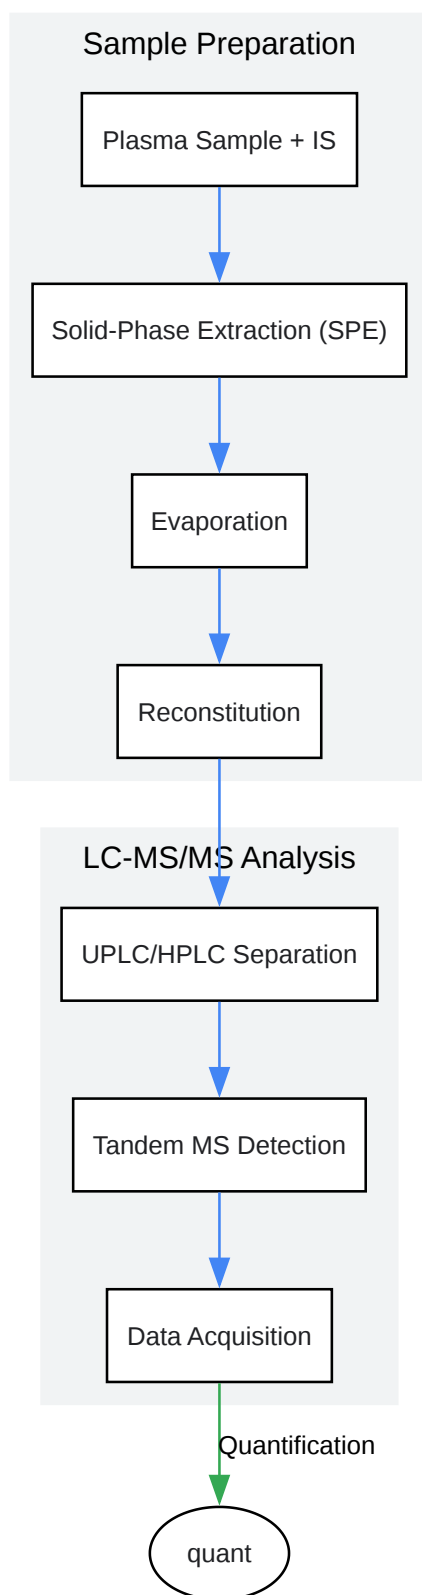 Sample Preparation
Plasma Sample + IS
Solid-Phase Extraction (SPE)
Evaporation
Reconstitution
LC-MS/MS Analysis
UPLC/HPLC Separation
Tandem MS Detection
Data Acquisition
Quantification
quant